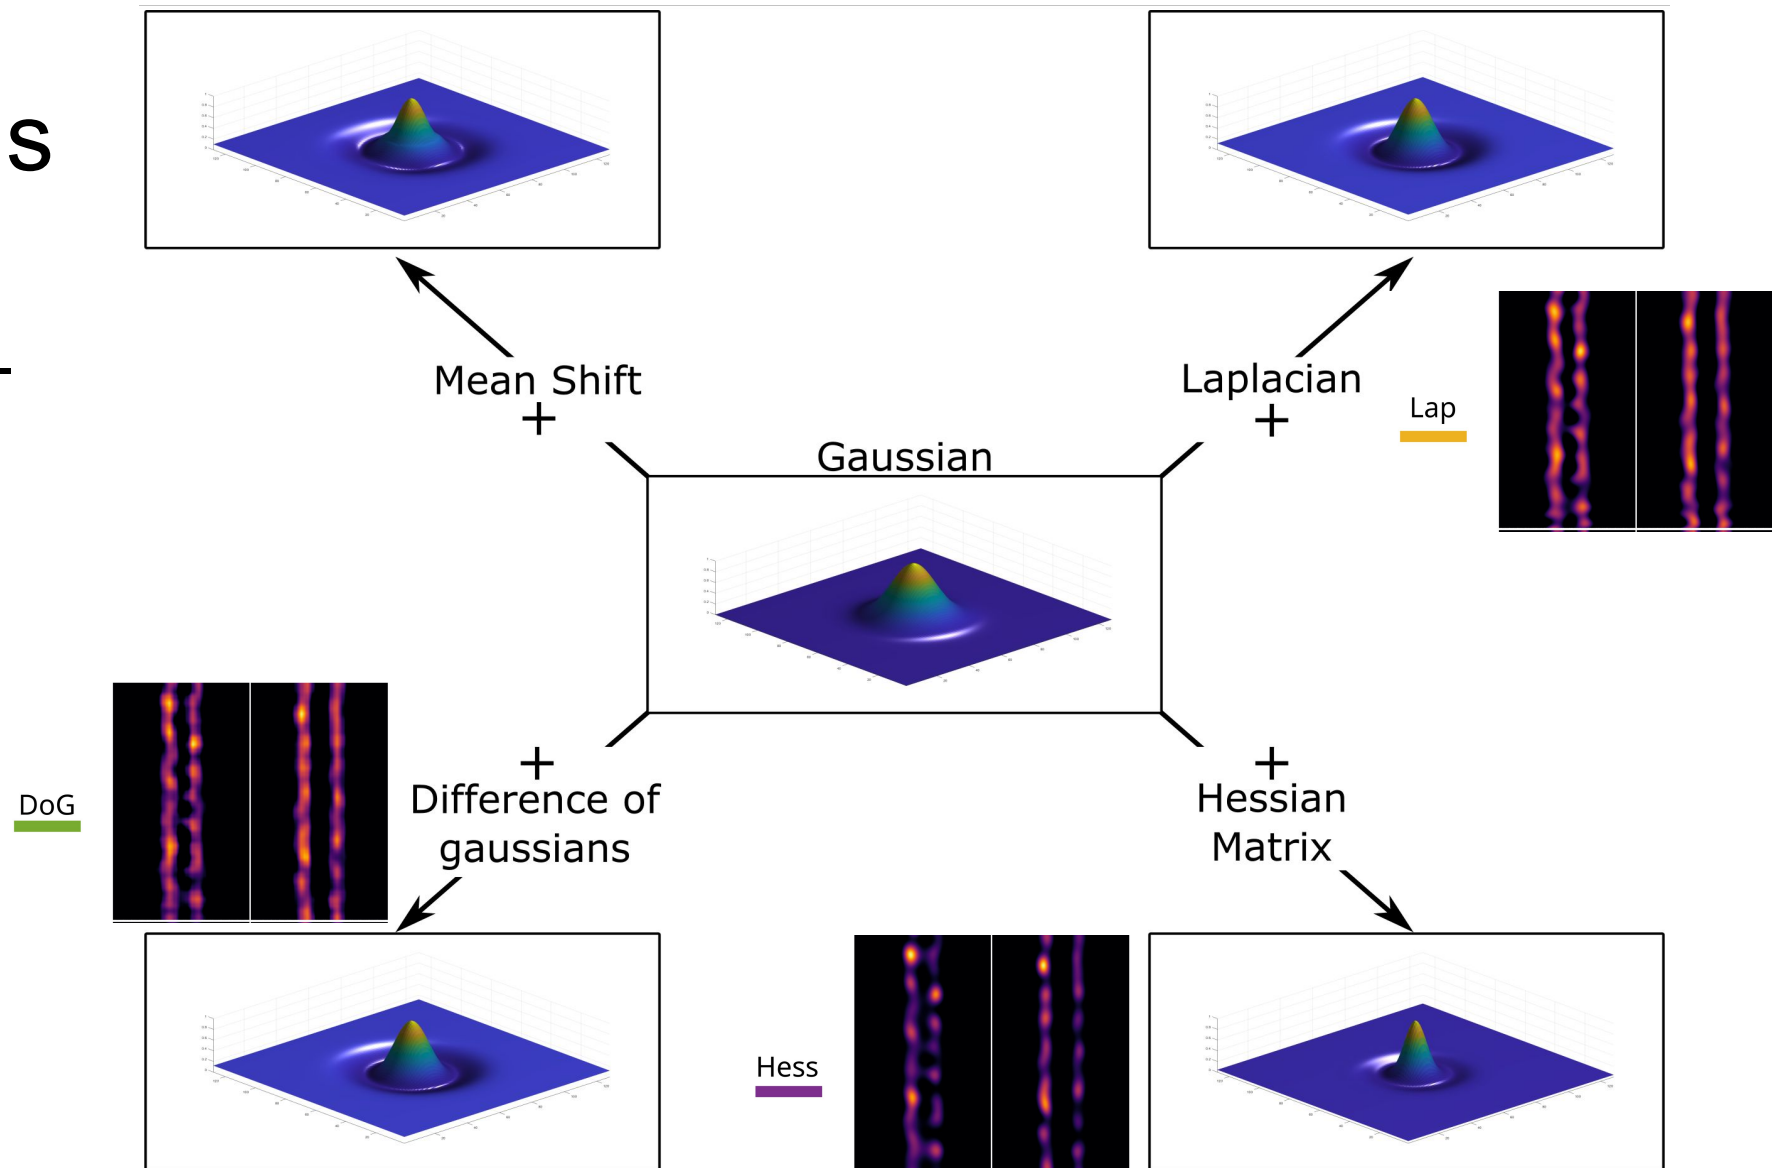 s
Mean Shift
+
Laplacian
+
Lap
Gaussian
+
Difference of
gaussians
DoG
+
Hessian
Matrix
Hess